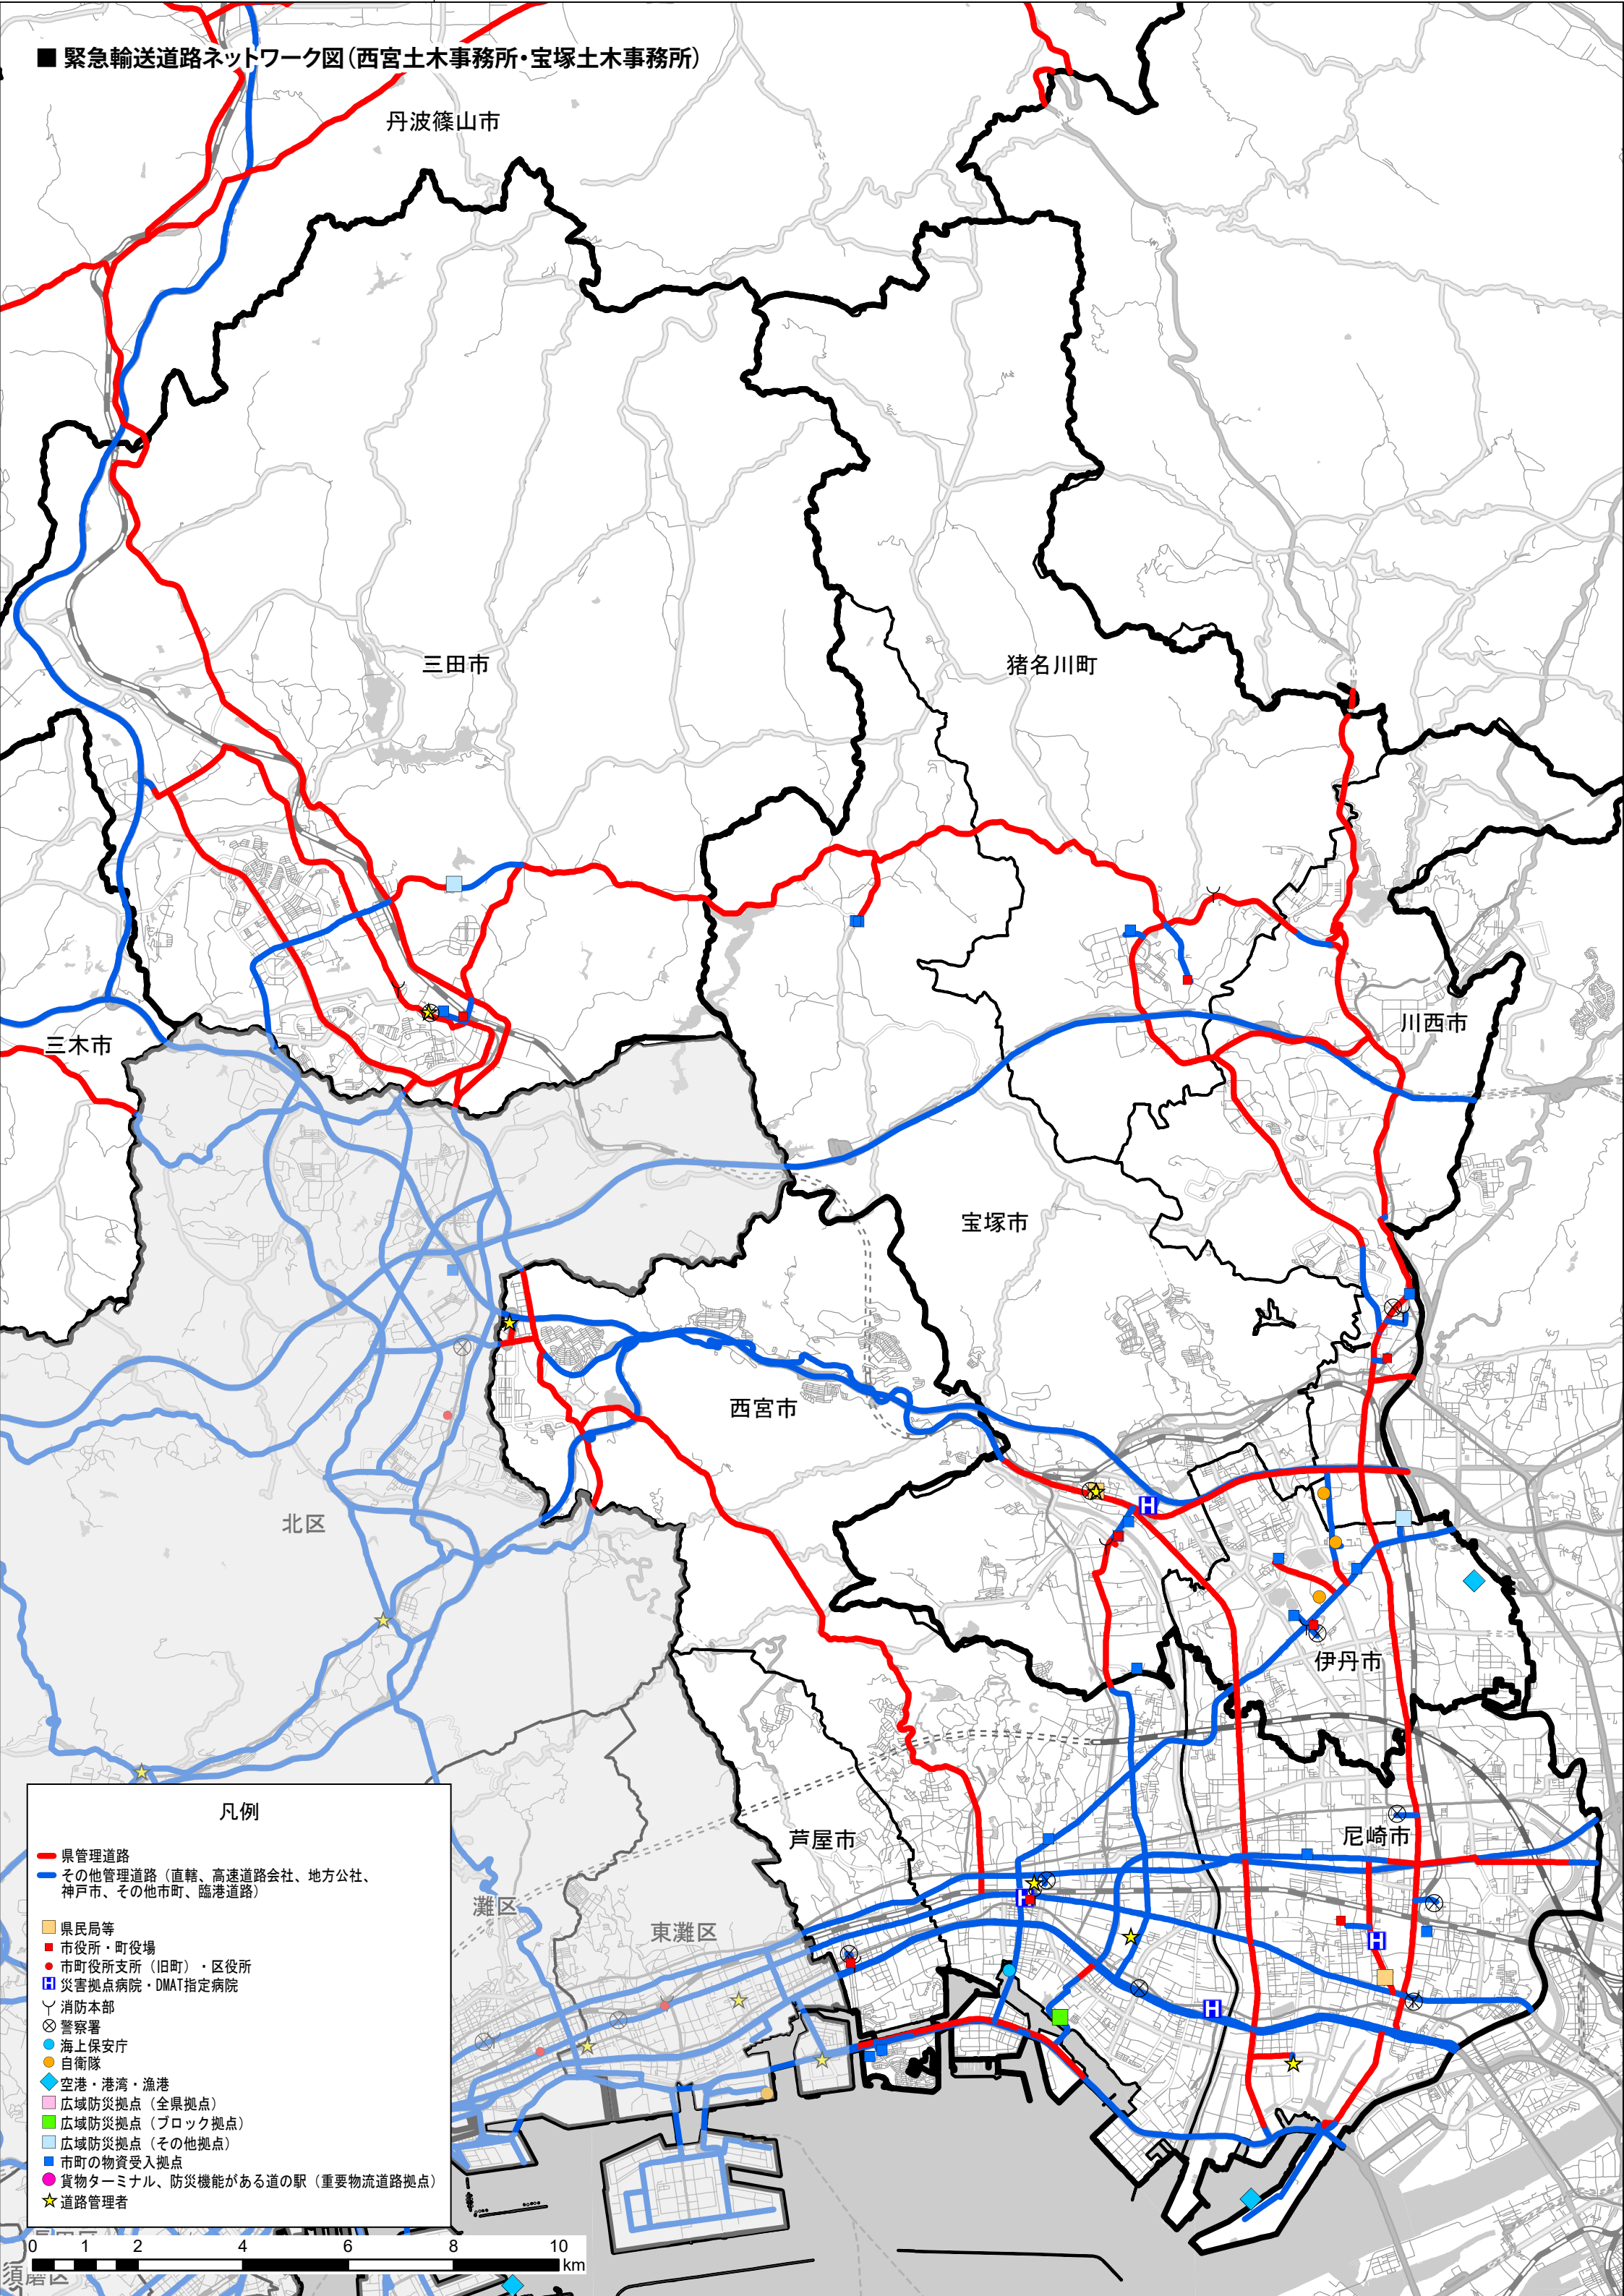 ■ 緊急輸送道路ネットワーク図（西宮土木事務所・宝塚土木事務所）
丹波篠山市
三田市
猪名川町
川西市
三木市
宝塚市
西宮市
北区
伊丹市
芦屋市
尼崎市
灘区
東灘区
凡例
県管理道路
その他管理道路（直轄、高速道路会社、地方公社、
神戸市、その他市町、臨港道路）
県民局等
市役所・町役場
市町役所支所（旧町）・区役所
H 災害拠点病院・DMAT指定病院
消防本部
警察署
海上保安庁
自衛隊
空港・港湾・漁港
広域防災拠点（全県拠点）
広域防災拠点（ブロック拠点）
広域防災拠点（その他拠点）
市町の物資受入拠点
貨物ターミナル、防災機能がある道の駅（重要物流道路拠点）
道路管理者
H
H
H
H
0 1 2 4 6 8 10
km
須磨区